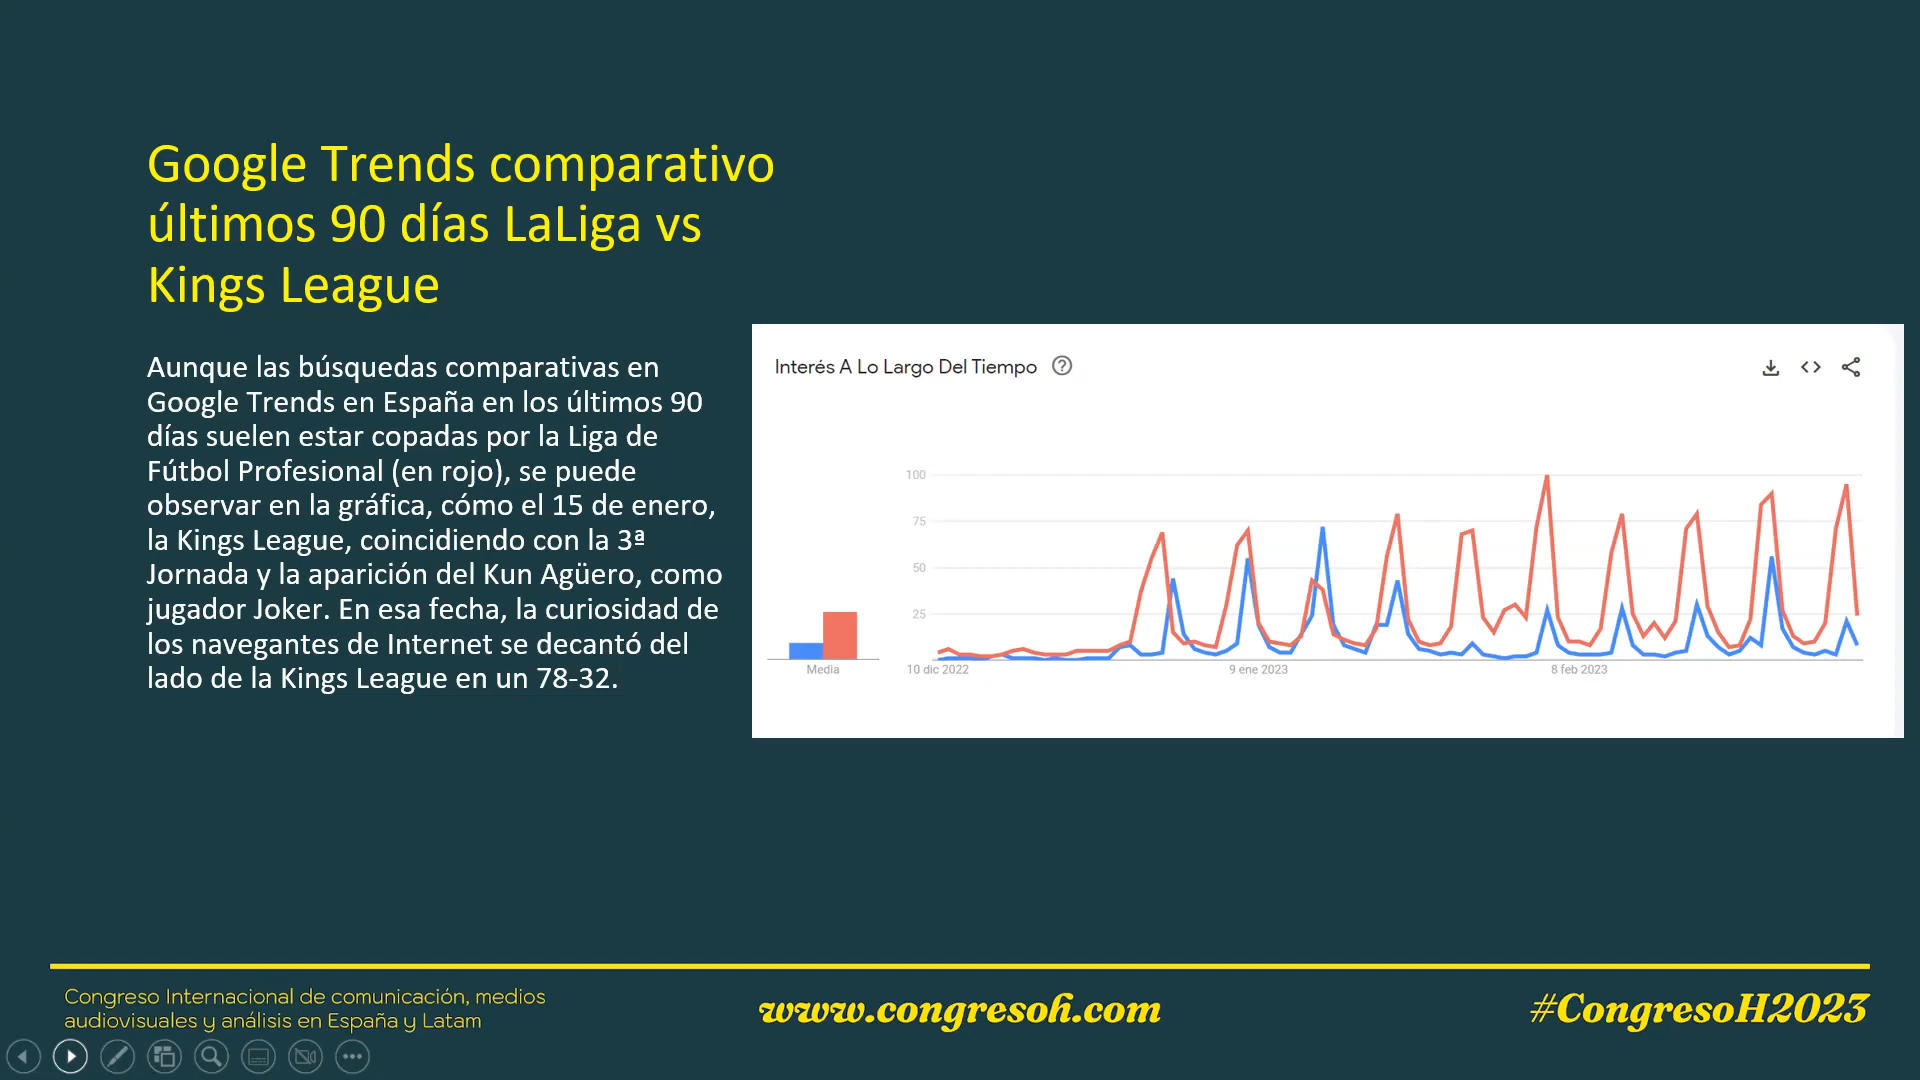 Google Trends comparativo
últimos 90 días LaLiga vs
Kings League
Aunque las búsquedas comparativas en
Google Trends en España en los últimos 90
días suelen estar copadas por la Liga de
Fútbol Profesional (en rojo), se puede
observar en la gráfica, cómo el 15 de enero,
la Kings League, coincidiendo con la 3ª
Jornada y la aparición del Kun Agüero, como
jugador Joker. En esa fecha, la curiosidad de
los navegantes de Internet se decantó del
lado de la Kings League en un 78-32.
Interés A Lo Largo Del Tiempo
100
75
50
25
Media
10 dic 2022
9 ene 2023
8 feb 2023
Congreso Internacional de comunicación, medios
audiovisuales y análisis en España y Latam
www.congresoh.com
#CongresoH2023